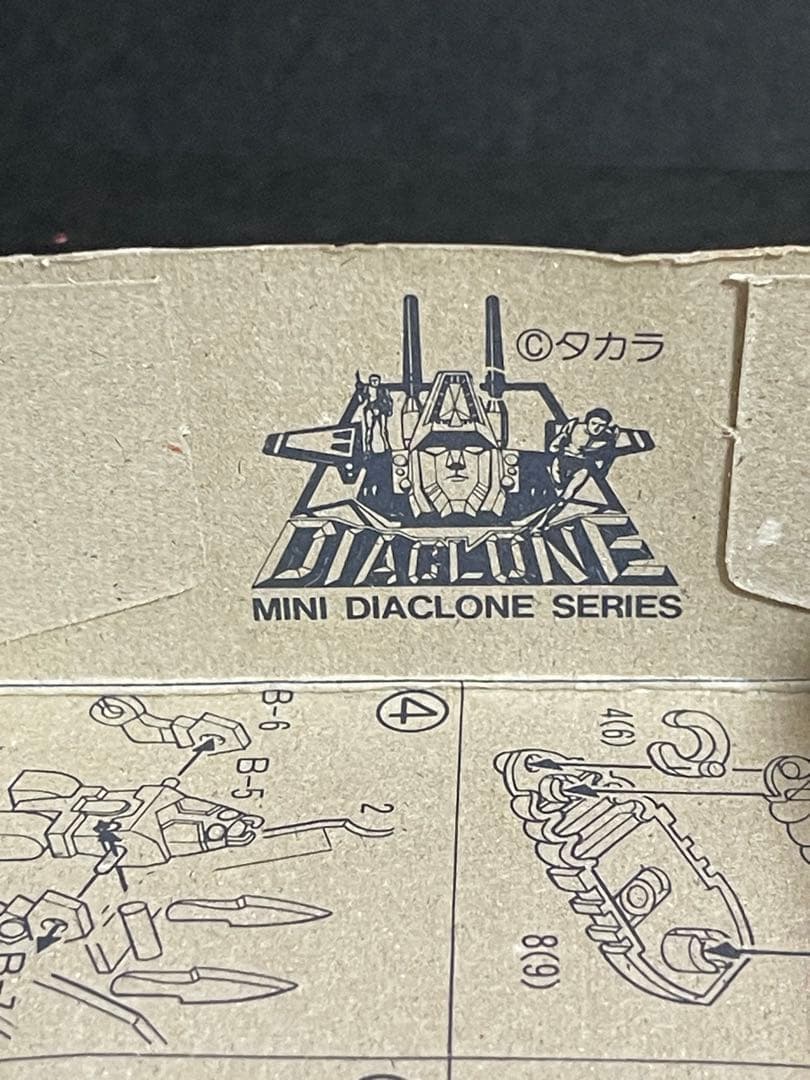 ©タカラ
DIACLONE
MINI DIACLONE SERIES
B-6
④
4(6)
B-5
2
8(9)